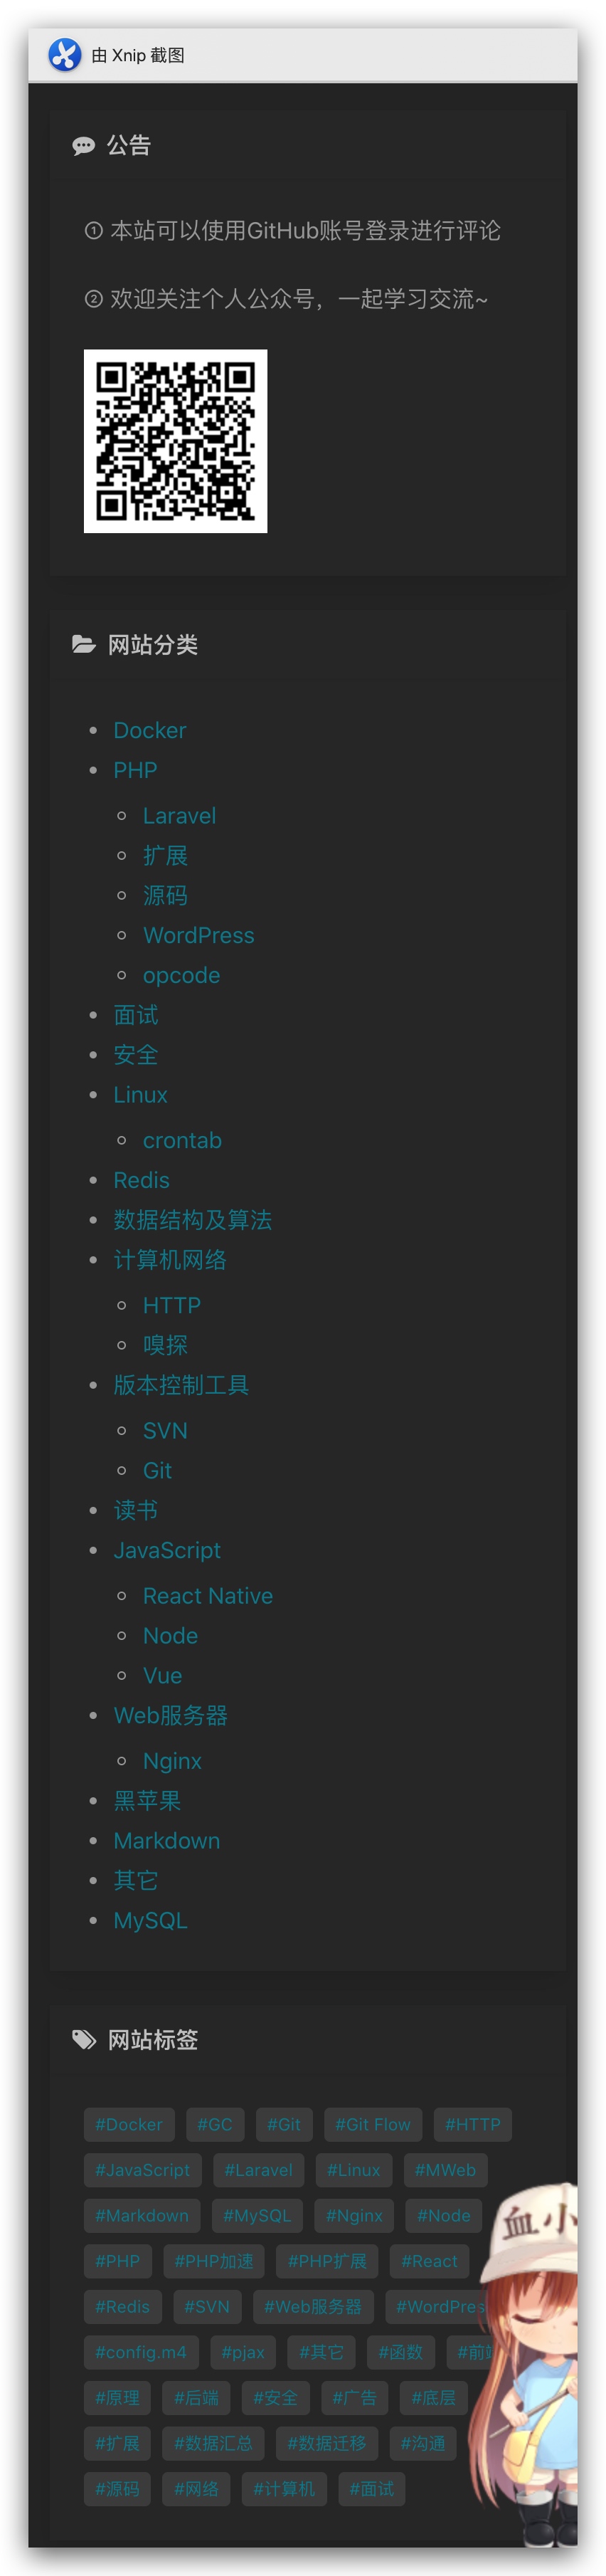 由 Xnip 截图
公告
① 本站可以使用GitHub账号登录进行评论
② 欢迎关注个人公众号，一起学习交流~
网站分类
Docker
PHP
Laravel
扩展
源码
WordPress
opcode
面试
安全
Linux
crontab
Redis
数据结构及算法
计算机网络
HTTP
嗅探
版本控制工具
SVN
Git
读书
JavaScript
React Native
Node
Vue
Web服务器
Nginx
黑苹果
Markdown
其它
MySQL
网站标签
#Docker #GC #Git #Git Flow #HTTP
#JavaScript #Laravel #Linux #MWeb
#Markdown #MySQL #Nginx #Node
#PHP #PHP加速 #PHP扩展 #React
#Redis #SVN #Web服务器 #WordPres
#config.m4 #pjax #其它 #函数 #前
#原理 #后端 #安全 #广告 #底层
#扩展 #数据汇总 #数据迁移 #沟通
#源码 #网络 #计算机 #面试
血小